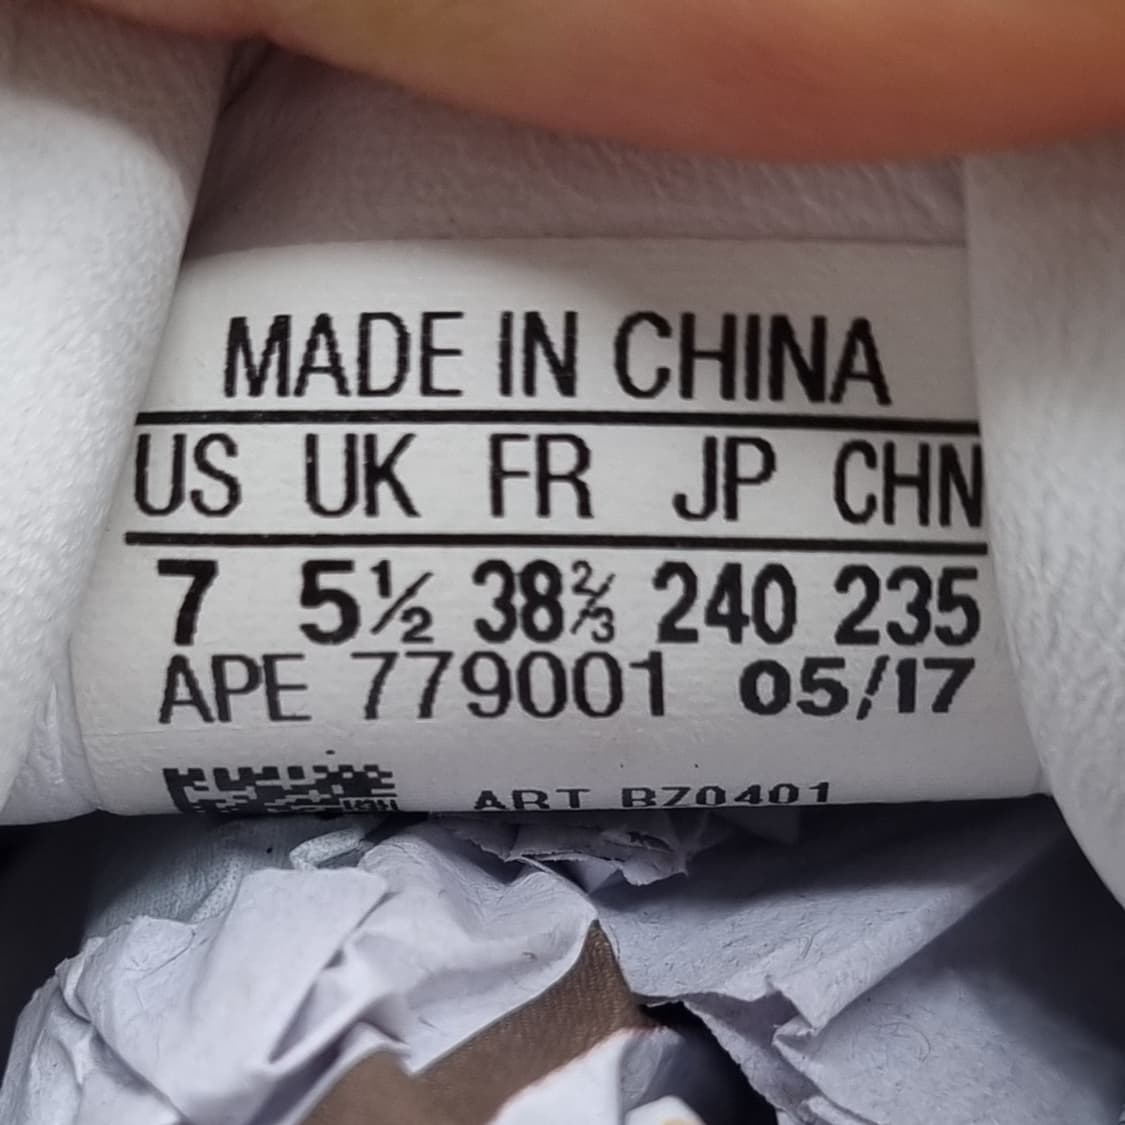 MADE IN CHINA
US UK FR JP CHN
7 5½ 38⅔ 240 235
APE 779001 05/17
ART BZ0401